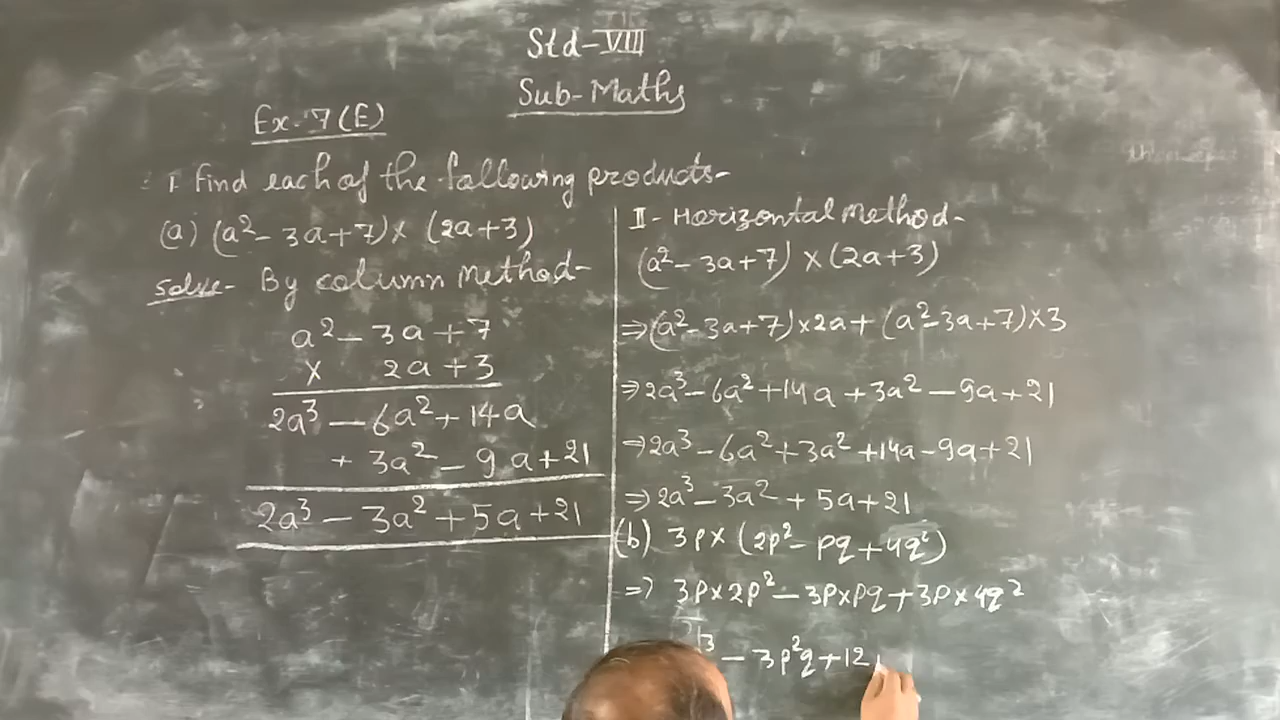 Std-VIII
Sub-Maths
Ex-7(E)
1. Find each of the following products-
(a) (a²- 3a+7)× (2a+3)
solve- By column Method-
a²- 3a+7
× 2a+3
2a³ - 6a²+14a
+ 3a² - 9a+21
2a³ - 3a² + 5a+21
II- Horizontal Method-
(a²- 3a+7) ×(2a+3)
⇒(a²-3a+7)×2a+ (a²-3a+7)×3
⇒2a³-6a²+14a+3a²-9a+21
⇒2a³-6a²+3a²+14a-9a+21
⇒2a³-3a²+5a+21
(b) 3p×(2p²-pq+4q²)
⇒ 3p×2p²-3p×pq+3p×4q²
³ - 3p²q+12